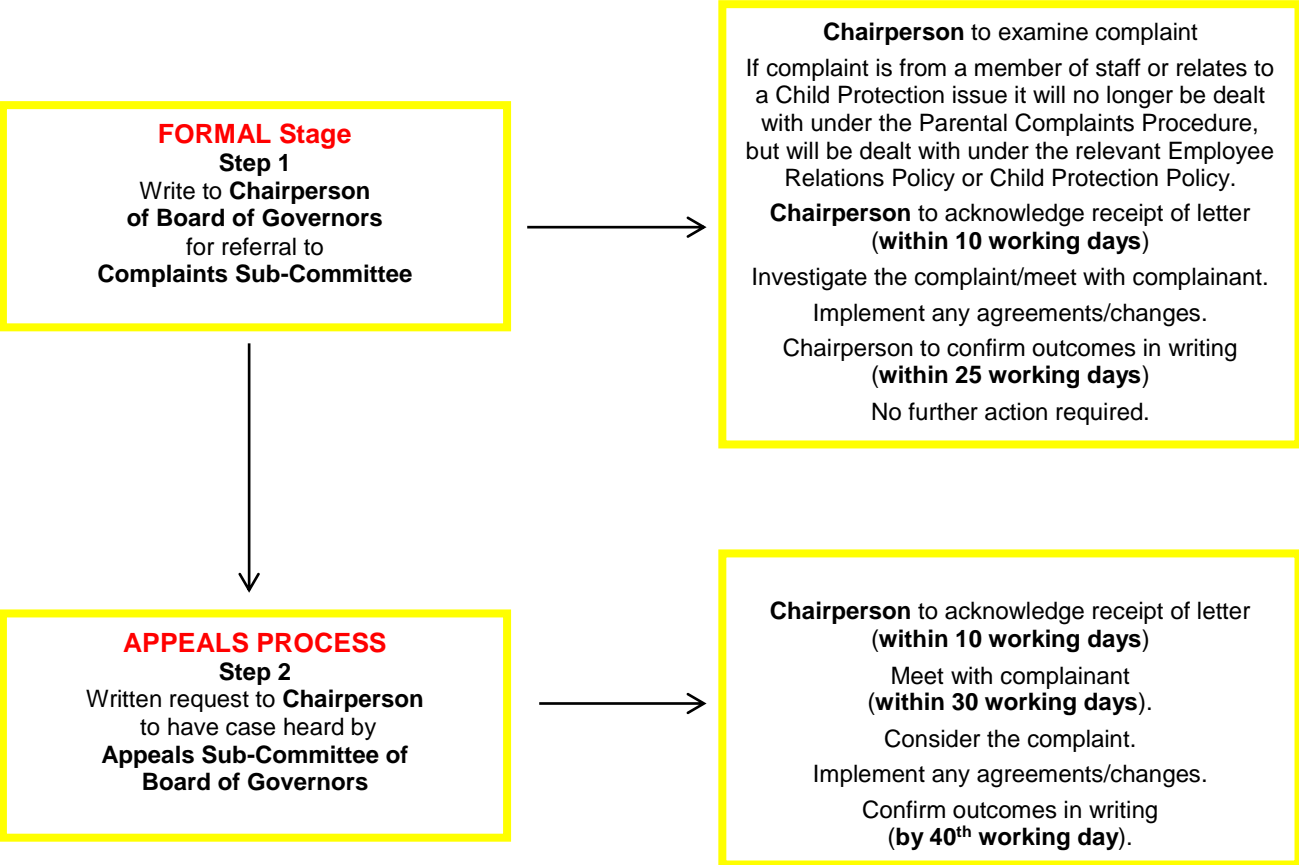 FORMAL Stage
Step 1
Write to Chairperson
of Board of Governors
for referral to
Complaints Sub-Committee
Chairperson to examine complaint
If complaint is from a member of staff or relates to
a Child Protection issue it will no longer be dealt
with under the Parental Complaints Procedure,
but will be dealt with under the relevant Employee
Relations Policy or Child Protection Policy.
Chairperson to acknowledge receipt of letter
(within 10 working days)
Investigate the complaint/meet with complainant.
Implement any agreements/changes.
Chairperson to confirm outcomes in writing
(within 25 working days)
No further action required.
APPEALS PROCESS
Step 2
Written request to Chairperson
to have case heard by
Appeals Sub-Committee of
Board of Governors
Chairperson to acknowledge receipt of letter
(within 10 working days)
Meet with complainant
(within 30 working days).
Consider the complaint.
Implement any agreements/changes.
Confirm outcomes in writing
(by 40th working day).